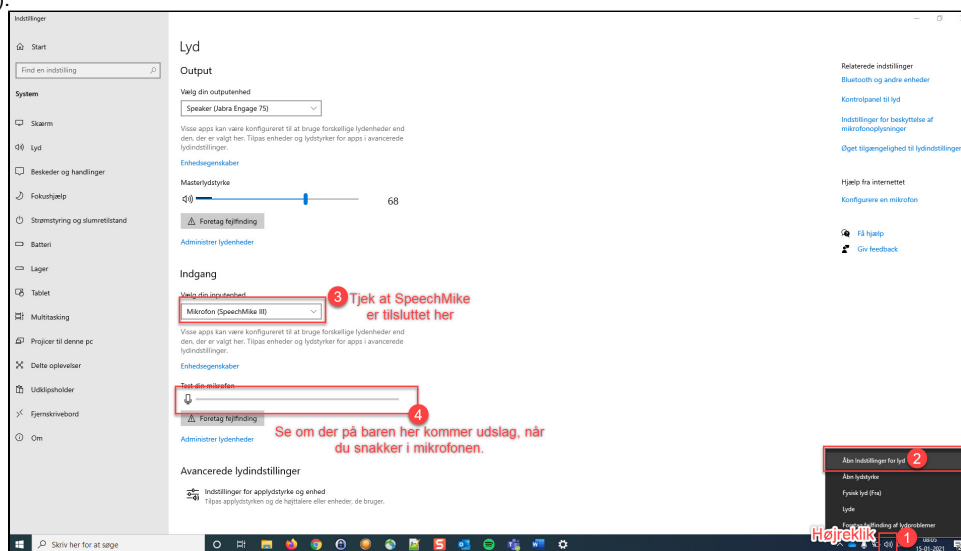 ).
Indstillinger
Start
Find en indstilling
System
Skærm
Lyd
Beskeder og handlinger
Fokushjælp
Strømstyring og slumretilstand
Batteri
Lager
Tablet
Multitasking
Projicer til denne pc
Delte oplevelser
Udklipsholder
Fjernskrivebord
Om
Lyd
Output
Vælg din outputenhed
Speaker (Jabra Engage 75)
Visse apps kan være konfigureret til at bruge forskellige lydenheder end
den, der er valgt her. Tilpas enheder og lydstyrker for apps i avancerede
lydindstillinger.
Enhedsegenskaber
Masterlydstyrke
68
Foretag fejlfinding
Administrer lydenheder
Indgang
Vælg din inputenhed
Mikrofon (SpeechMike III)
3 Tjek at SpeechMike
er tilsluttet her
Visse apps kan være konfigureret til at bruge forskellige lydenheder end
den, der er valgt her. Tilpas enheder og lydstyrker for apps i avancerede
lydindstillinger.
Enhedsegenskaber
Test din mikrofon
4
Foretag fejlfinding
Se om der på baren her kommer udslag, når
du snakker i mikrofonen.
Administrer lydenheder
Avancerede lydindstillinger
Indstillinger for applydstyrke og enhed
Tilpas applydstyrken og de højttalere eller enheder, de bruger.
Relaterede indstillinger
Bluetooth og andre enheder
Kontrolpanel til lyd
Indstillinger for beskyttelse af
mikrofonoplysninger
Øget tilgængelighed til lydindstillinger
Hjælp fra internettet
Konfigurere en mikrofon
Få hjælp
Giv feedback
Åbn Indstillinger for lyd 2
Åbn lydstyrke
Fysisk lyd (Fra)
Lyde
Foretag fejlfinding af lydproblemer
Højreklik 1
Skriv her for at søge
08:05
15-01-2021